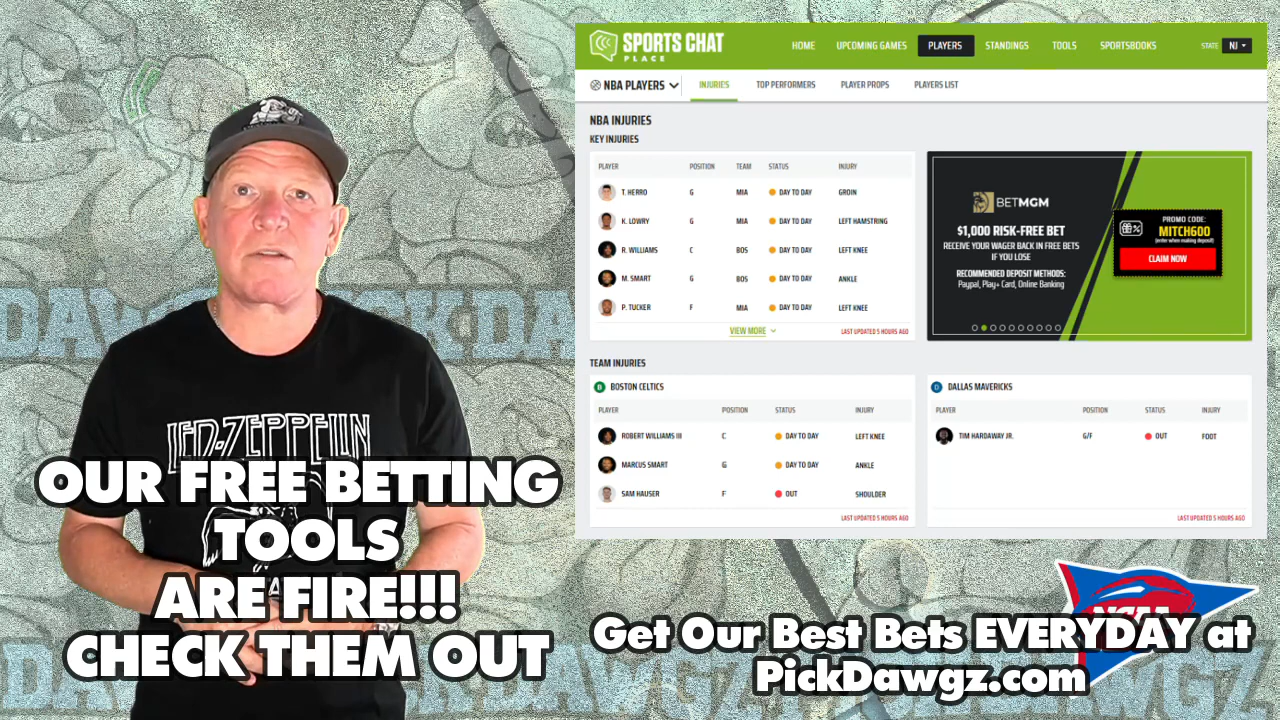 SPORTS CHAT
PLACE
HOME UPCOMING GAMES PLAYERS STANDINGS TOOLS SPORTSBOOKS STATE NJ
NBA PLAYERS INJURIES TOP PERFORMERS PLAYER PROPS PLAYERS LIST
NBA INJURIES
KEY INJURIES
PLAYER POSITION TEAM STATUS INJURY
T. HERRO G MIA DAY TO DAY GROIN
K. LOWRY G MIA DAY TO DAY LEFT HAMSTRING
R. WILLIAMS C BOS DAY TO DAY LEFT KNEE
M. SMART G BOS DAY TO DAY ANKLE
P. TUCKER F MIA DAY TO DAY LEFT KNEE
VIEW MORE LAST UPDATED 5 HOURS AGO
BETMGM
$1,000 RISK-FREE BET
RECEIVE YOUR WAGER BACK IN FREE BETS
IF YOU LOSE
RECOMMENDED DEPOSIT METHODS:
Paypal, Play+ Card, Online Banking
PROMO CODE:
MITCH600
(enter when making deposit)
CLAIM NOW
TEAM INJURIES
B BOSTON CELTICS
PLAYER POSITION STATUS INJURY
ROBERT WILLIAMS III C DAY TO DAY LEFT KNEE
MARCUS SMART G DAY TO DAY ANKLE
SAM HAUSER F OUT SHOULDER
LAST UPDATED 5 HOURS AGO
D DALLAS MAVERICKS
PLAYER POSITION STATUS INJURY
TIM HARDAWAY JR. G/F OUT FOOT
LAST UPDATED 5 HOURS AGO
LED-ZEPPELIN
OUR FREE BETTING
TOOLS
ARE FIRE!!!
CHECK THEM OUT
NCAA
Get Our Best Bets EVERYDAY at
PickDawgz.com